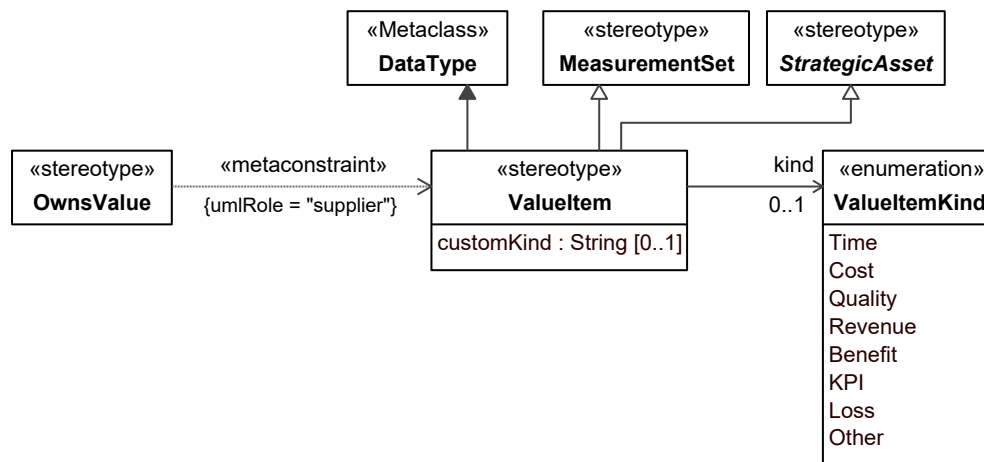 «Metaclass»
DataType
«stereotype»
MeasurementSet
«stereotype»
StrategicAsset
«stereotype»
OwnsValue
«metaconstraint»
{umlRole = "supplier"}
«stereotype»
ValueItem
customKind : String [0..1]
kind
0..1
«enumeration»
ValueItemKind
Time
Cost
Quality
Revenue
Benefit
KPI
Loss
Other